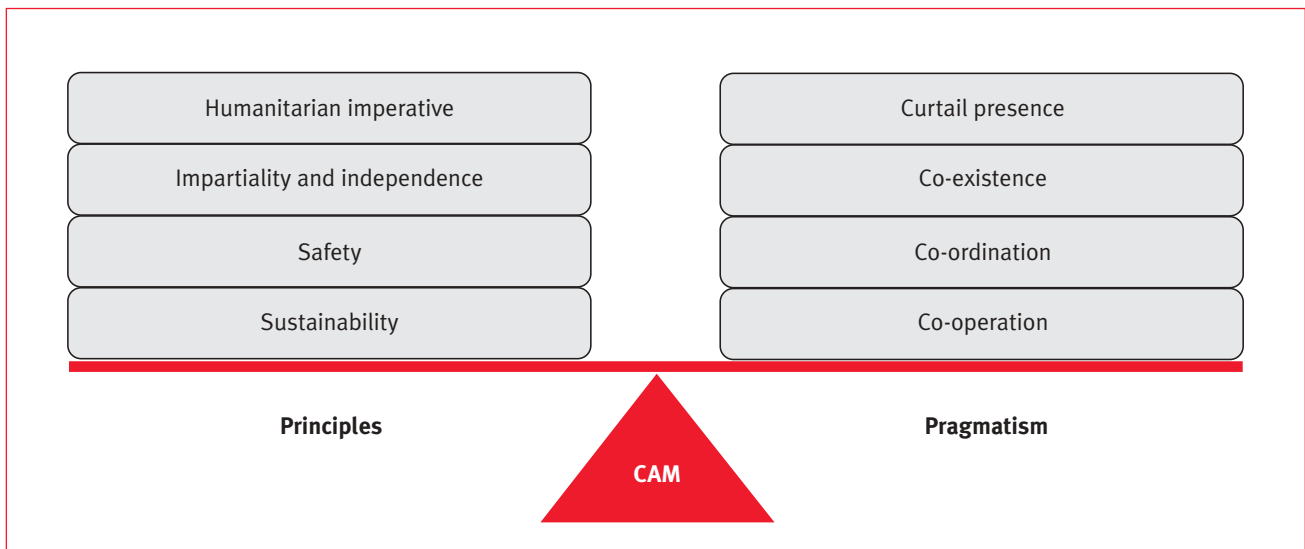 Humanitarian imperative
Impartiality and independence
Safety
Sustainability
Curtail presence
Co-existence
Co-ordination
Co-operation
Principles
Pragmatism
CAM